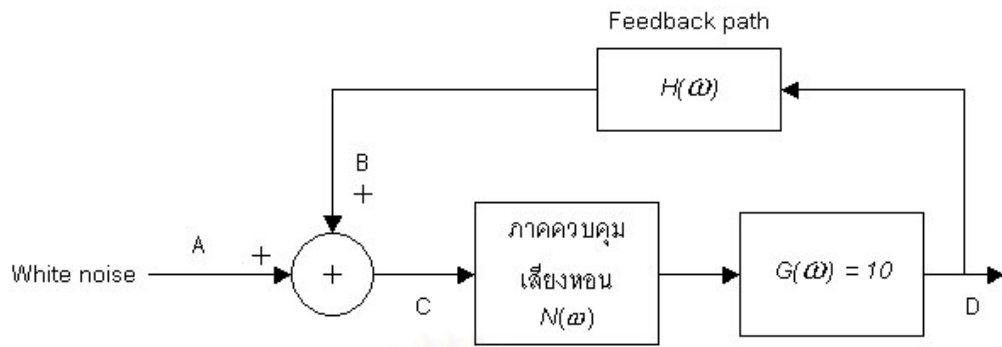 Feedback path
H(ω)
B
+
A
+
White noise
+
C
ภาคควบคุม
เสียงหอน
N(ω)
G(ω) = 10
D